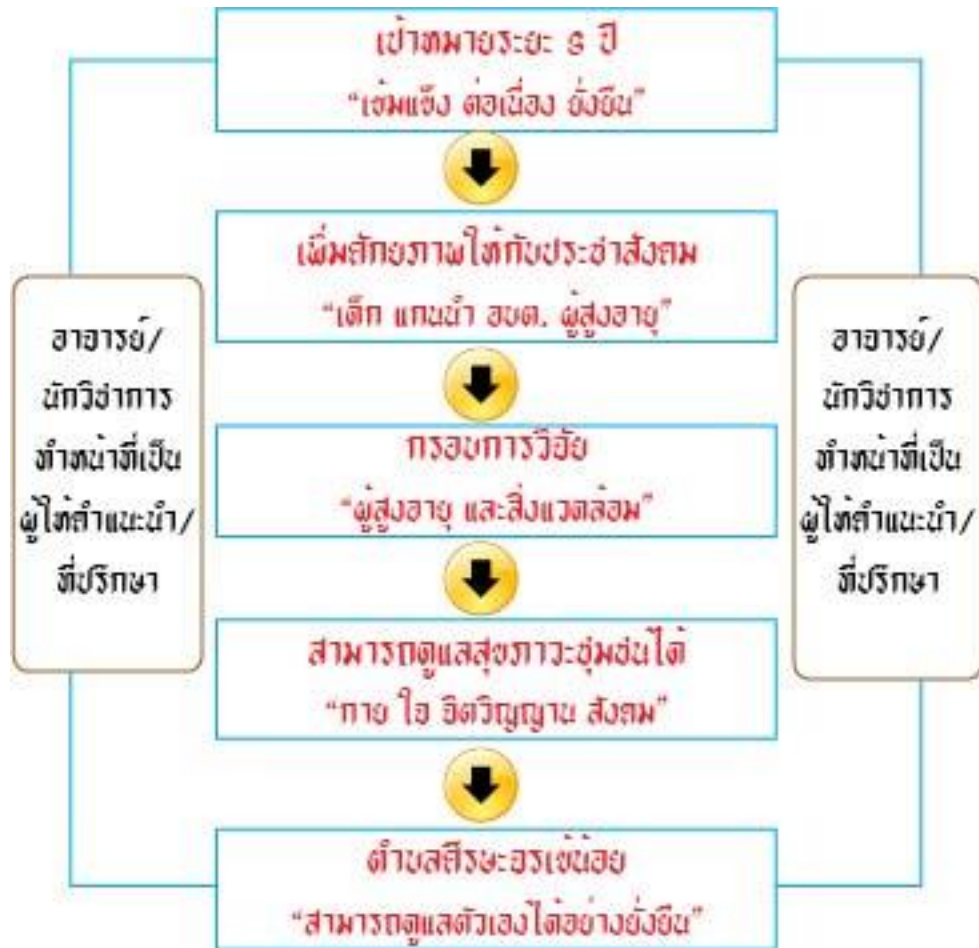 เป้าหมายระยะ 3 ปี
“เข้มแข็ง ต่อเนื่อง ยั่งยืน”
เพิ่มศักยภาพให้กับประชาสังคม
“เด็ก แกนนำ อบต. ผู้สูงอายุ”
กรอบการวิจัย
“ผู้สูงอายุ และสิ่งแวดล้อม”
สามารถดูแลสุขภาวะชุมชนได้
“กาย ใจ จิตวิญญาน สังคม”
ตำบลศีรษะจรเข้น้อย
“สามารถดูแลตัวเองได้อย่างยั่งยืน”
อาจารย์/
นักวิชาการ
ทำหน้าที่เป็น
ผู้ให้คำแนะนำ/
ที่ปรึกษา
อาจารย์/
นักวิชาการ
ทำหน้าที่เป็น
ผู้ให้คำแนะนำ/
ที่ปรึกษา